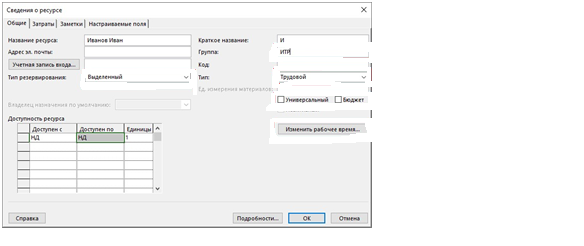 Сведения о ресурсе
Общие Затраты Заметки Настраиваемые поля
Название ресурса: Иванов Иван Краткое название: И
Адрес эл. почты: Группа: ИТР
Учетная запись входа... Код:
Тип резервирования: Выделенный Тип: Трудовой
Ед. измерения материалов
Владелец назначения по умолчанию: Универсальный Бюджет
Доступность ресурса
Доступен с Доступен по Единицы Изменить рабочее время...
НД НД 1
Справка Подробности... ОК Отмена